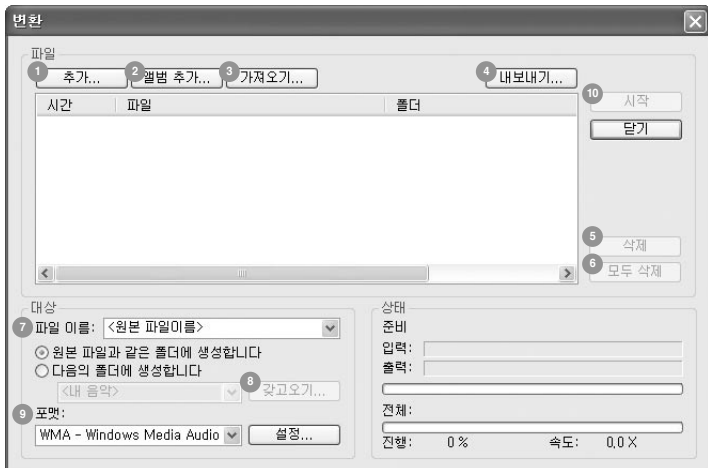 변환
파일
1 추가... 2 앨범 추가... 3 가져오기... 4 내보내기...
시간 파일 폴더
10 시작
닫기
5 삭제
6 모두 삭제
대상
7 파일 이름: <원본 파일이름>
원본 파일과 같은 폴더에 생성합니다
다음의 폴더에 생성합니다
<내 음악> 8 갖고오기...
9 포맷:
WMA - Windows Media Audio 설정...
상태
준비
입력:
출력:
전체:
진행: 0 % 속도: 0,0 X